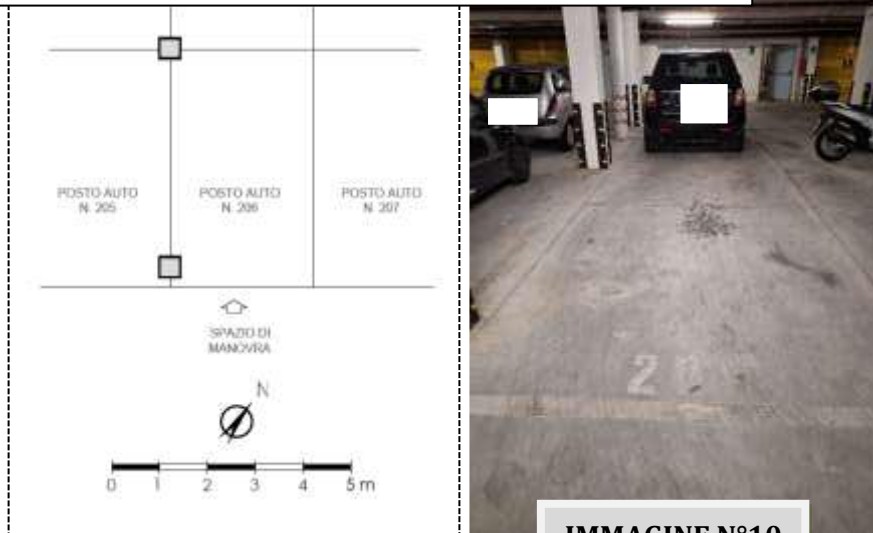 POSTO AUTO
N. 205
POSTO AUTO
N. 206
POSTO AUTO
N. 207
SPAZIO DI
MANOVRA
N
0 1 2 3 4 5 m
IMMAGINE N°10